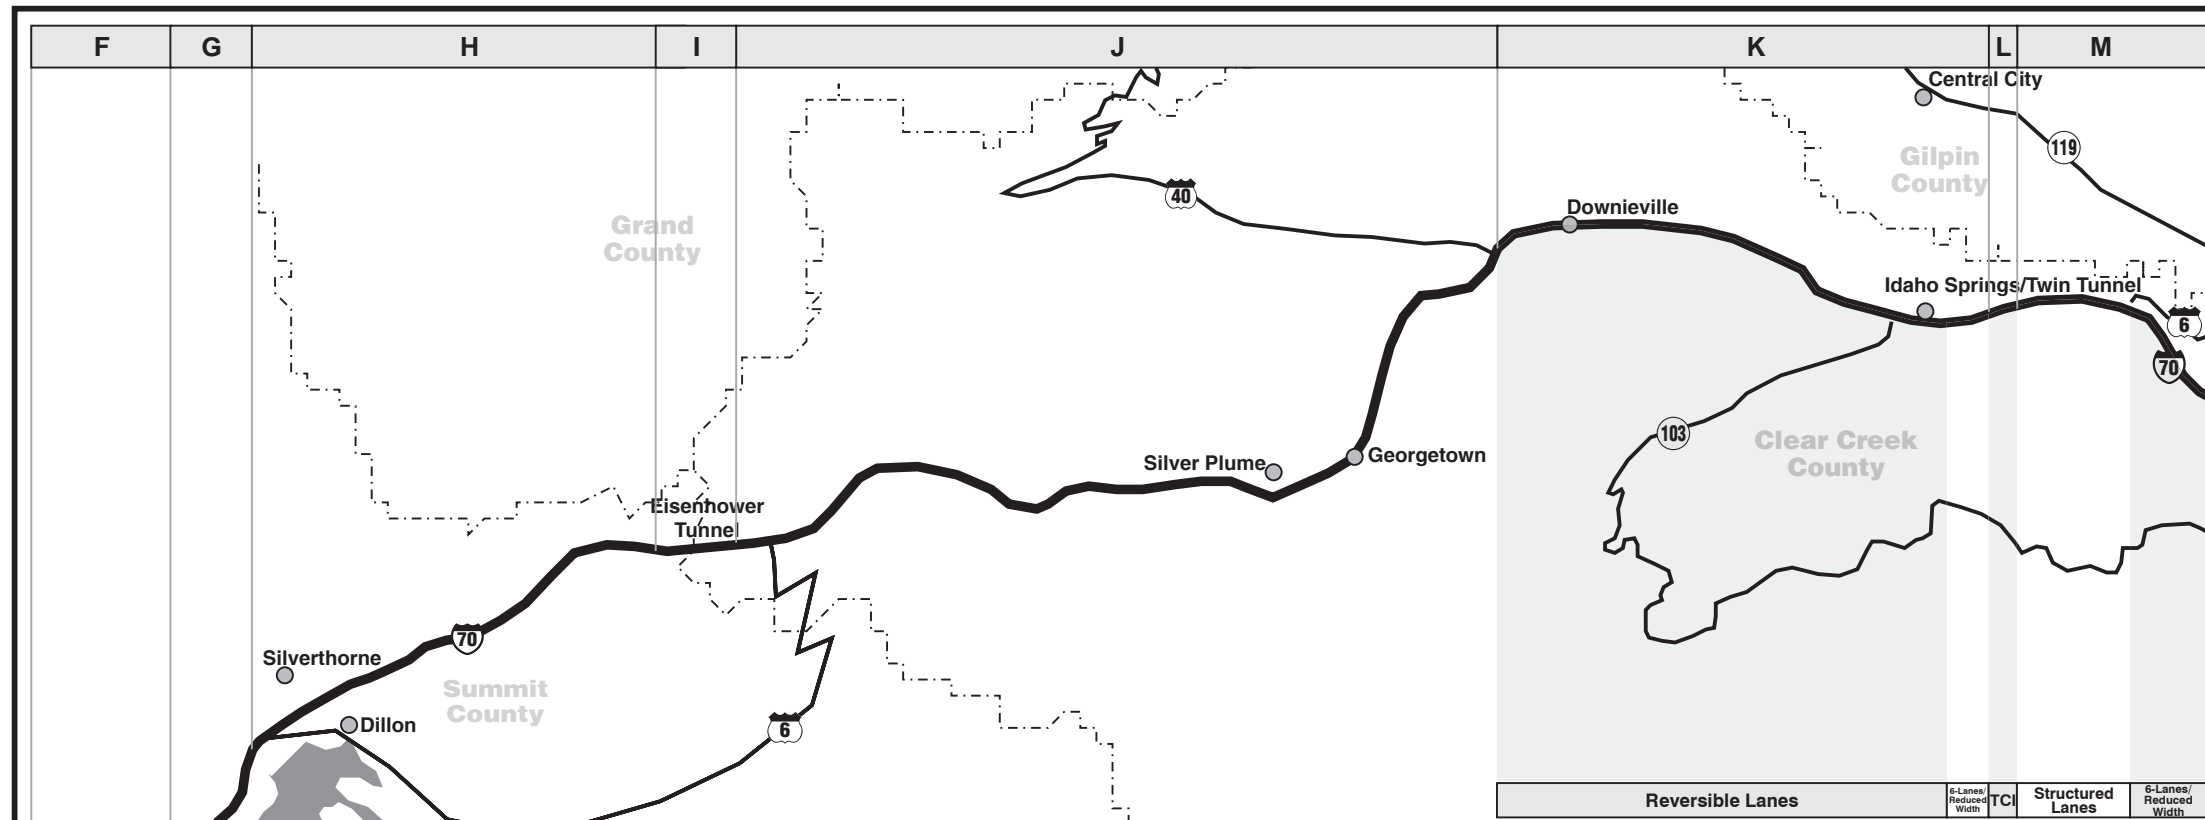 F G H I J K L M
Central City
119
Gilpin
County
40
Downieville
Grand
County
Idaho Springs/Twin Tunnel
6
70
103
Clear Creek
County
Silver Plume
Georgetown
Eisenhower
Tunnel
70
Silverthorne
Summit
County
Dillon
6
Reversible Lanes
6-Lanes/
Reduced
Width
TCI
Structured
Lanes
6-Lanes/
Reduced
Width